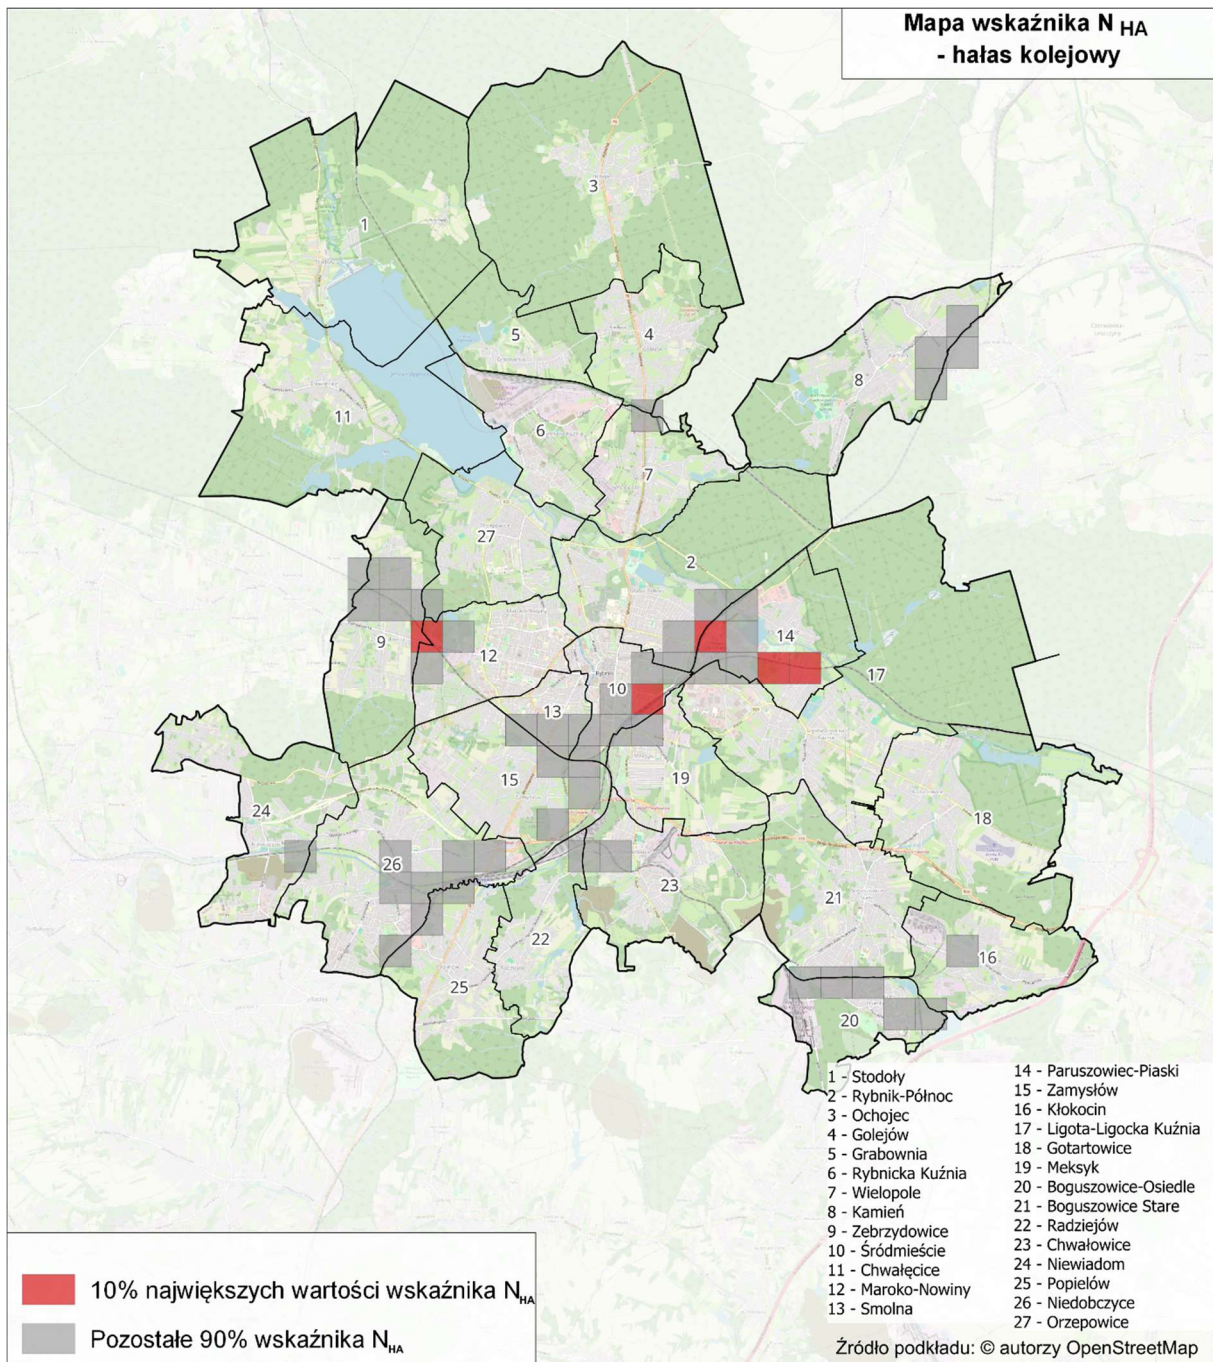 Mapa wskaźnika N HA
- hałas kolejowy
3
1
5
4
8
11
6
7
27
2
9
12
14
17
10
13
15
19
24
18
26
23
21
22
16
25
20
1 - Stodoły
2 - Rybnik-Północ
3 - Ochojec
4 - Golejów
5 - Grabownia
6 - Rybnicka Kuźnia
7 - Wielopole
8 - Kamień
9 - Zebrzydowice
10 - Śródmieście
11 - Chwałęcice
12 - Maroko-Nowiny
13 - Smolna
14 - Paruszowiec-Piaski
15 - Zamysłów
16 - Kłokocin
17 - Ligota-Ligocka Kuźnia
18 - Gotartowice
19 - Meksyk
20 - Boguszowice-Osiedle
21 - Boguszowice Stare
22 - Radziejów
23 - Chwałowice
24 - Niewiadom
25 - Popielów
26 - Niedobczyce
27 - Orzepowice
10% największych wartości wskaźnika N HA
Pozostałe 90% wskaźnika N HA
Źródło podkładu: © autorzy OpenStreetMap